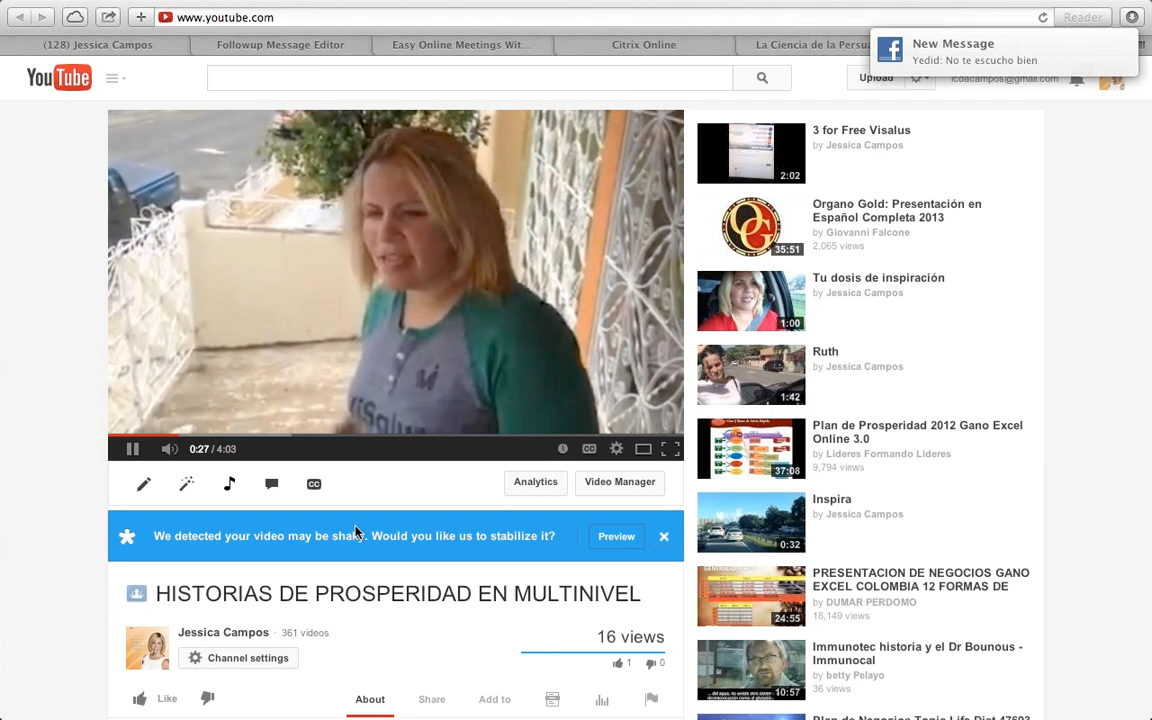 www.youtube.com
Reader
(128) Jessica Campos
Followup Message Editor
Easy Online Meetings Wit...
Citrix Online
La Ciencia de la Persua
New Message
Yedid: No te escucho bien
YouTube
Upload
lcdacampos@gmail.com
3 for Free Visalus
by Jessica Campos
2:02
Organo Gold: Presentación en
Español Completa 2013
by Giovanni Falcone
2,065 views
OG
35:51
Tu dosis de inspiración
by Jessica Campos
1:00
Ruth
by Jessica Campos
1:42
Plan de Prosperidad 2012 Gano Excel
Online 3.0
by Lideres Formando Lideres
9,794 views
37:08
Inspira
by Jessica Campos
0:32
PRESENTACION DE NEGOCIOS GANO
EXCEL COLOMBIA 12 FORMAS DE
by DUMAR PERDOMO
18,149 views
24:55
Immunotec historia y el Dr Bounous -
Immunocal
by betty Pelayo
36 views
10:57
0:27 / 4:03
CC
CC
Analytics
Video Manager
We detected your video may be shaky. Would you like us to stabilize it?
Preview
HISTORIAS DE PROSPERIDAD EN MULTINIVEL
Jessica Campos · 361 videos
Channel settings
16 views
1
0
Like
About
Share
Add to